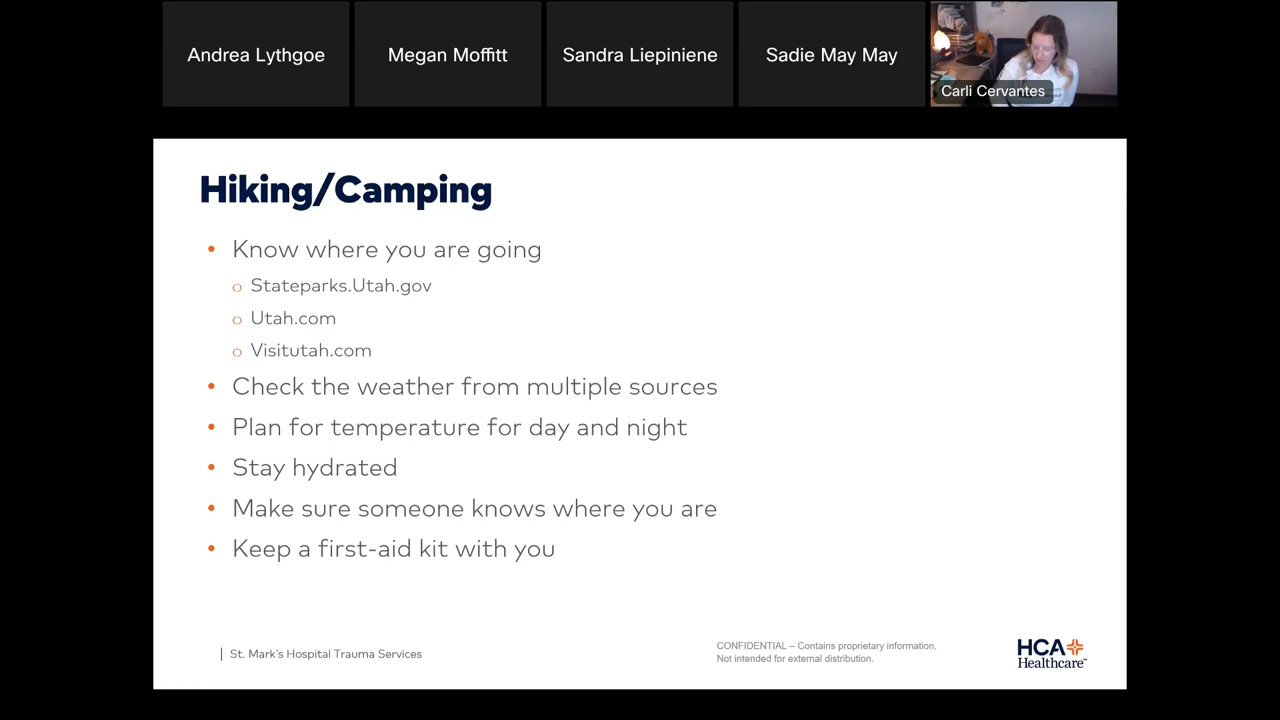 Andrea Lythgoe
Megan Moffitt
Sandra Liepiniene
Sadie May May
Carli Cervantes
Hiking/Camping
• Know where you are going
o Stateparks.Utah.gov
o Utah.com
o Visitutah.com
• Check the weather from multiple sources
• Plan for temperature for day and night
• Stay hydrated
• Make sure someone knows where you are
• Keep a first-aid kit with you
| St. Mark's Hospital Trauma Services
CONFIDENTIAL – Contains proprietary information.
Not intended for external distribution.
HCA
Healthcare™